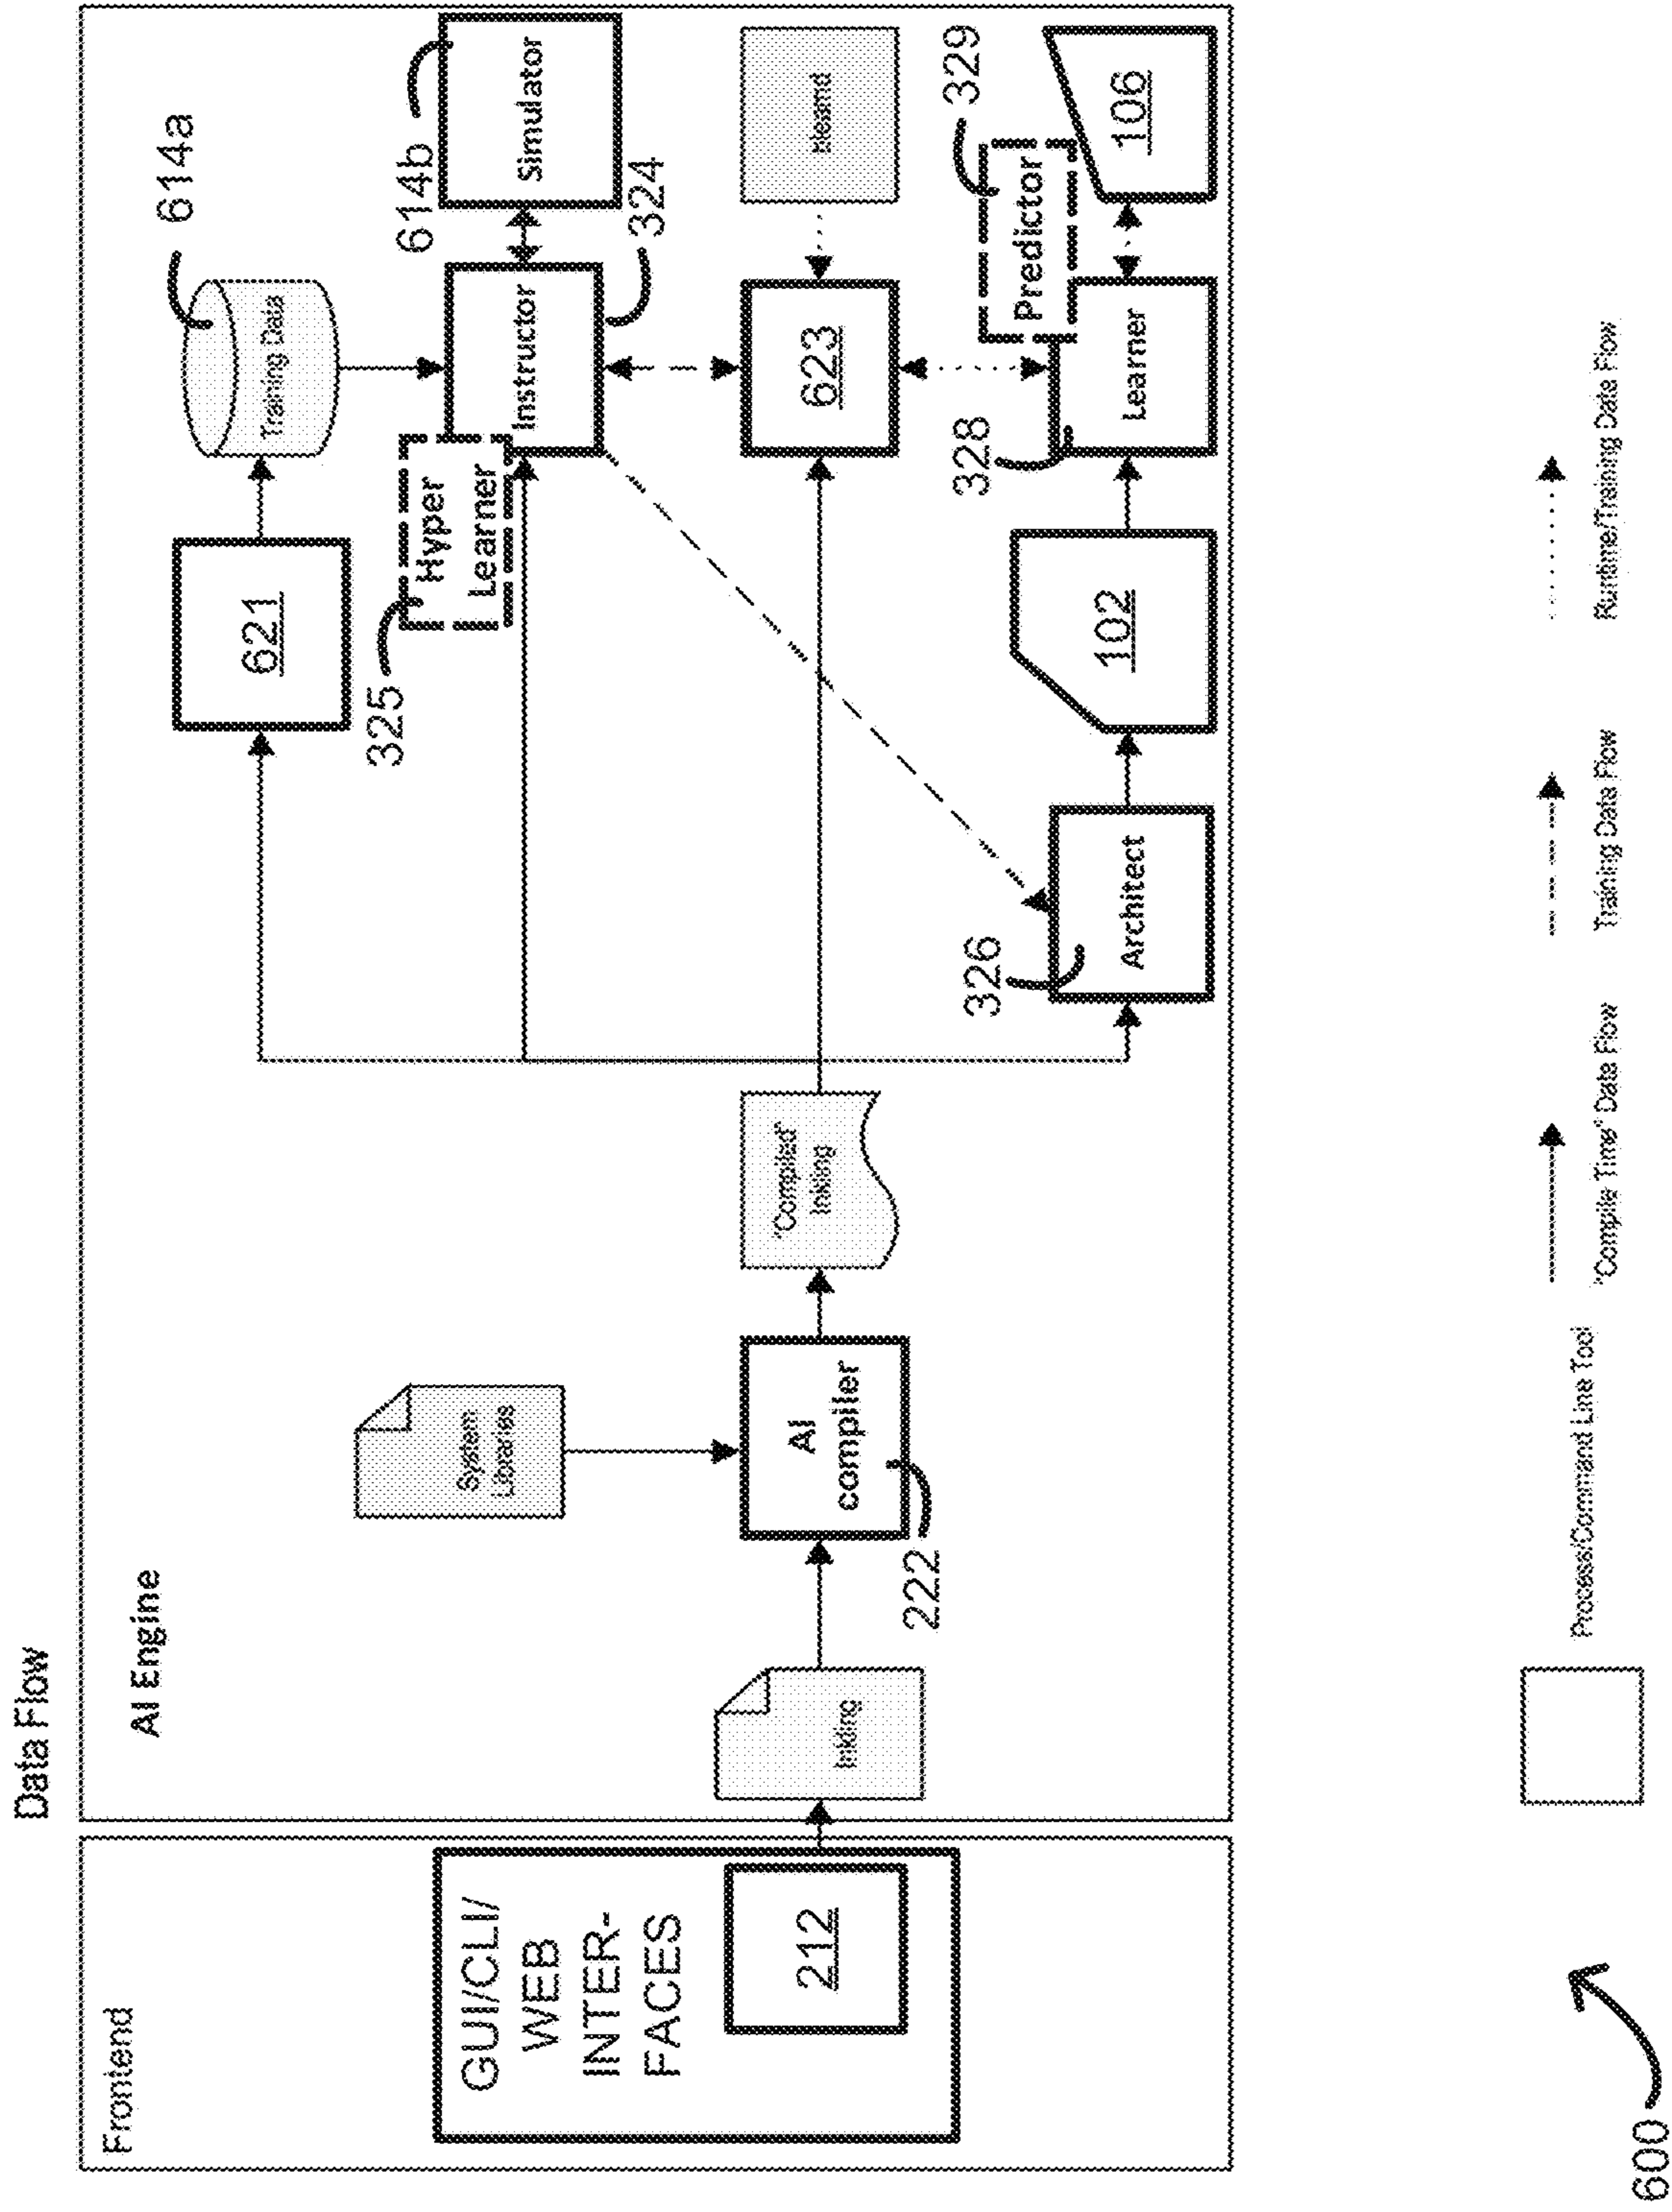 Data Flow
Frontend
AI Engine
GUI/CLI/
WEB
INTER-
FACES
212
Inkling
System
Libraries
AI
compiler
222
"Compiled"
Inkling
621
614a
Training Data
325
Hyper
Learner
Instructor
324
614b
Simulator
623
326
Architect
102
328
Learner
Predictor
329
106
Process/Command Line Tool
"Compile Time" Data Flow
Training Data Flow
Runtime/Training Data Flow
600